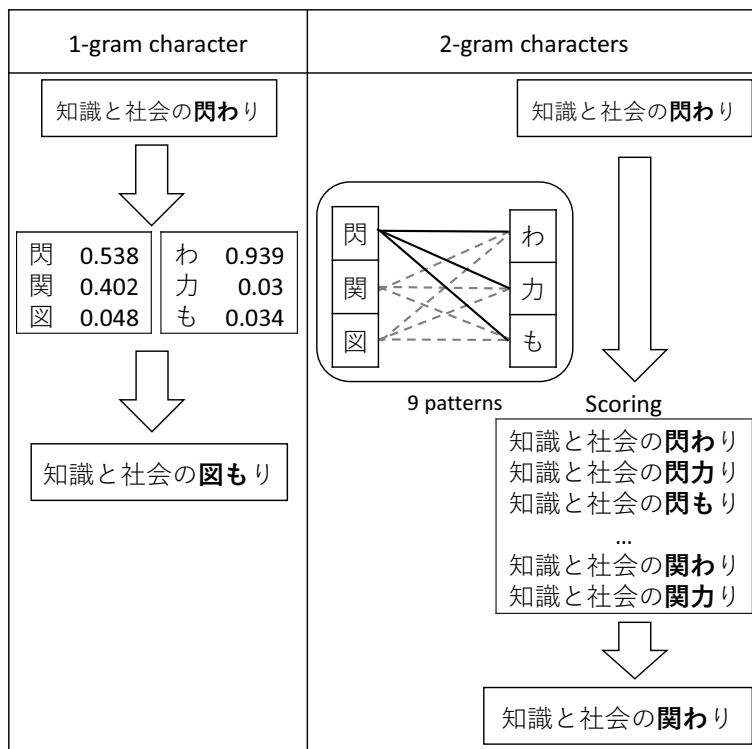 1-gram character
2-gram characters
知識と社会の閃わり
閃 0.538
関 0.402
図 0.048
わ 0.939
力 0.03
も 0.034
知識と社会の図もり
知識と社会の閃わり
閃
関
図
わ
力
も
9 patterns
Scoring
知識と社会の閃わり
知識と社会の閃力り
知識と社会の閃もり
...
知識と社会の関わり
知識と社会の関力り
知識と社会の関わり